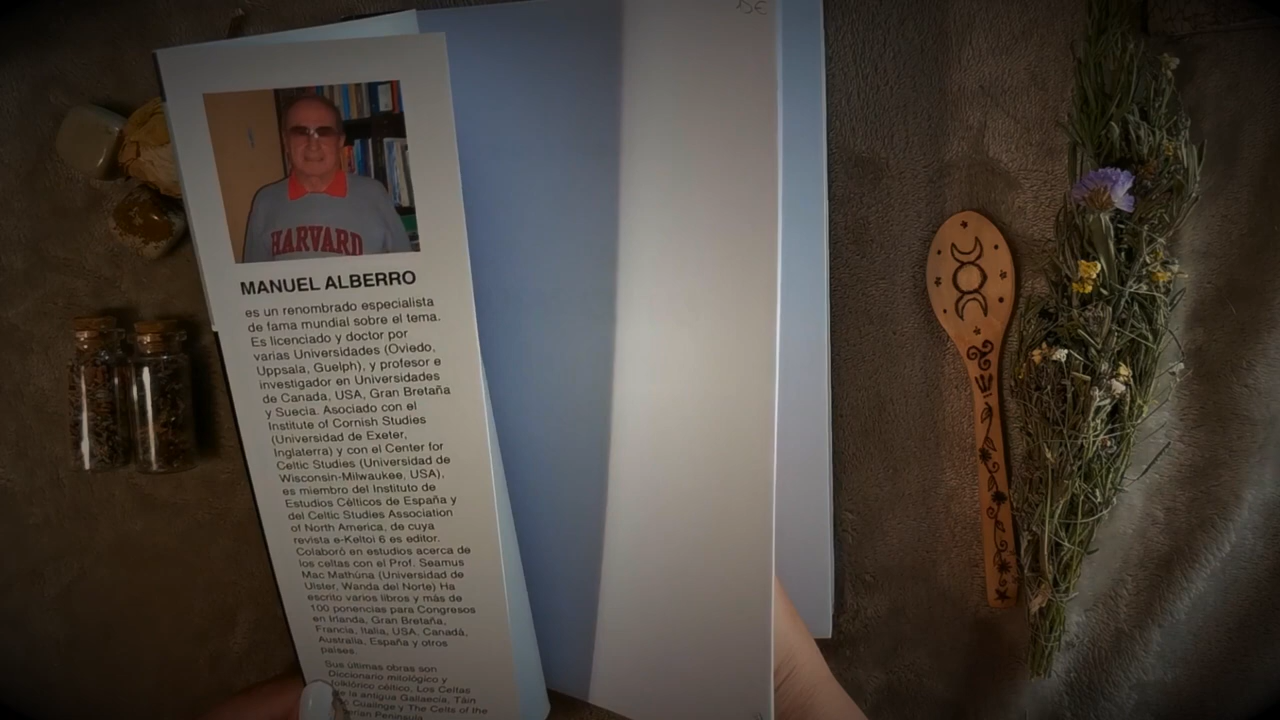 DE
HARVARD
MANUEL ALBERRO
es un renombrado especialista
de fama mundial sobre el tema.
Es licenciado y doctor por
varias Universidades (Oviedo,
Uppsala, Guelph), y profesor e
investigador en Universidades
de Canada, USA, Gran Bretaña
y Suecia. Asociado con el
Institute of Cornish Studies
(Universidad de Exeter,
Inglaterra) y con el Center for
Celtic Studies (Universidad de
Wisconsin-Milwaukee, USA),
es miembro del Instituto de
Estudios Célticos de España y
del Celtic Studies Association
of North America, de cuya
revista e-Keltoi 6 es editor.
Colaboró en estudios acerca de
los celtas con el Prof. Seamus
Mac Mathúna (Universidad de
Ulster, Wanda del Norte) Ha
escrito varios libros y más de
100 ponencias para Congresos
en Irlanda, Gran Bretaña,
Francia, Italia, USA, Canadá,
Australia, España y otros
países.
Sus últimas obras son
Diccionario mitológico y
folklórico céltico, Los Celtas
de la antigua Gallaecia, Táin
Cuailnge y The Celts of the
Peninsula